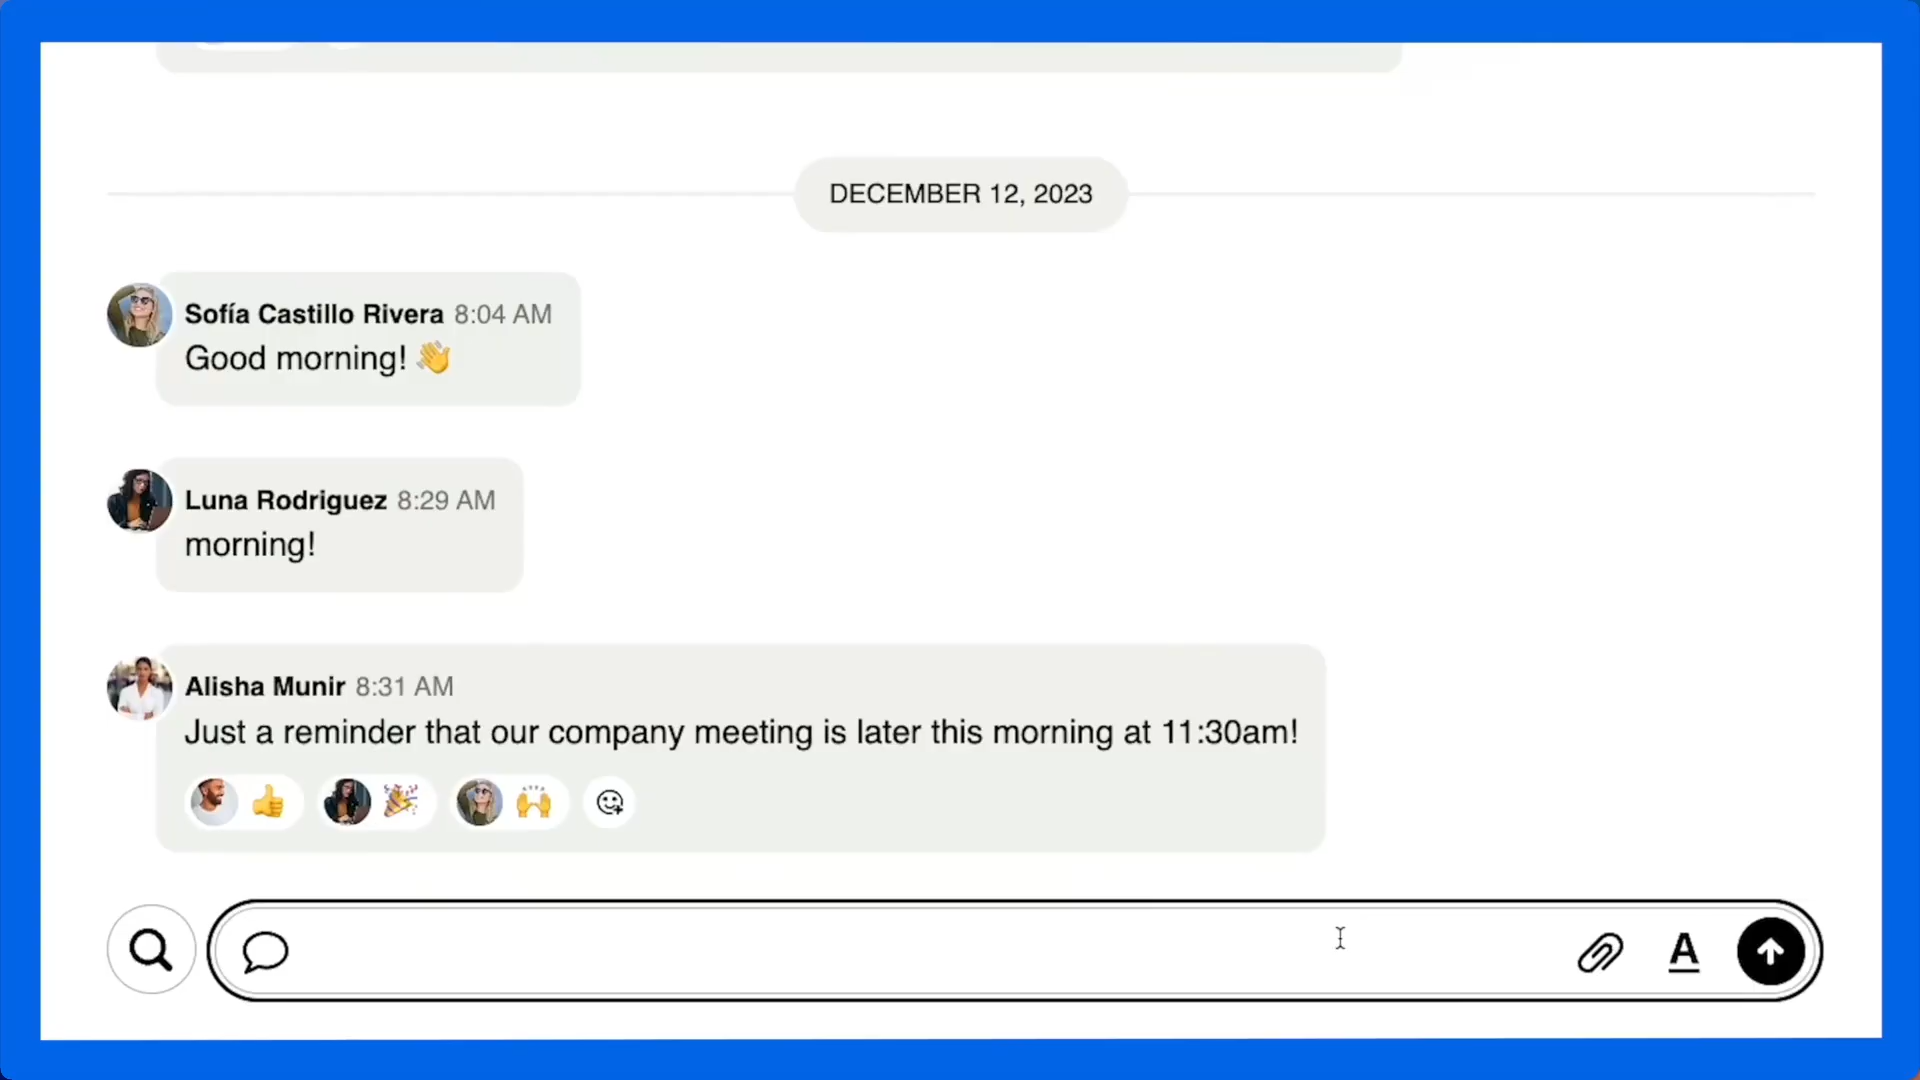 DECEMBER 12, 2023
Sofía Castillo Rivera 8:04 AM
Good morning! 👋
Luna Rodriguez 8:29 AM
morning!
Alisha Munir 8:31 AM
Just a reminder that our company meeting is later this morning at 11:30am!
A